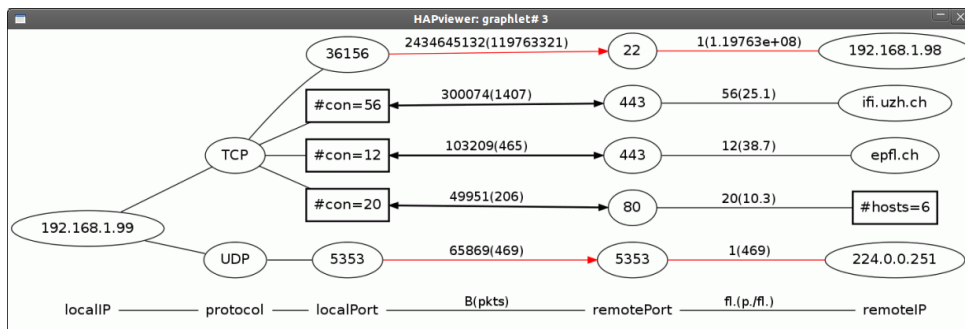 HAPviewer: graphlet# 3
36156 2434645132(119763321) 22 1(1.19763e+08) 192.168.1.98
#con=56 300074(1407) 443 56(25.1) ifi.uzh.ch
TCP #con=12 103209(465) 443 12(38.7) epfl.ch
#con=20 49951(206) 80 20(10.3) #hosts=6
192.168.1.99
UDP 5353 65869(469) 5353 1(469) 224.0.0.251
localIP protocol localPort B(pkts) remotePort fl.(p./fl.) remoteIP